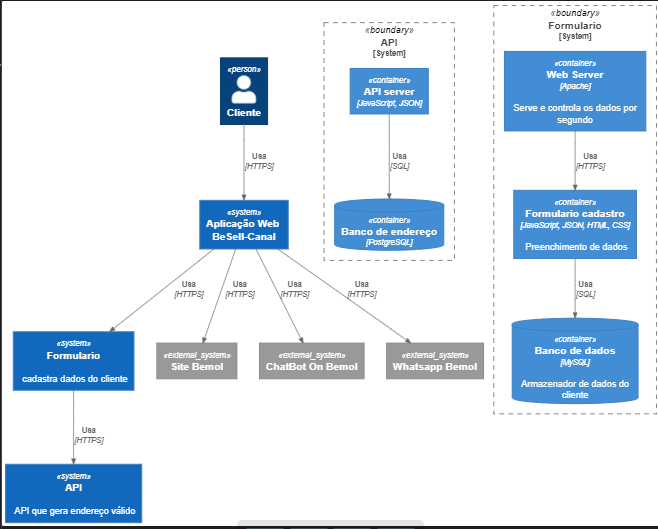 «person»
Cliente
Usa
[HTTPS]
«system»
Aplicação Web
BeSell-Canal
Usa
[HTTPS]
Usa
[HTTPS]
Usa
[HTTPS]
Usa
[HTTPS]
«system»
Formulario
cadastra dados do cliente
«external_system»
Site Bemol
«external_system»
ChatBot On Bemol
«external_system»
Whatsapp Bemol
Usa
[HTTPS]
«system»
API
API que gera endereço válido
«boundary»
API
[System]
«container»
API server
[JavaScript, JSON]
Usa
[SQL]
«container»
Banco de endereço
[PostgreSQL]
«boundary»
Formulario
[System]
«container»
Web Server
[Apache]
Serve e controla os dados por
segundo
Usa
[HTTPS]
«container»
Formulario cadastro
[JavaScript, JSON, HTML, CSS]
Preenchimento de dados
Usa
[SQL]
«container»
Banco de dados
[MySQL]
Armazenador de dados do
cliente